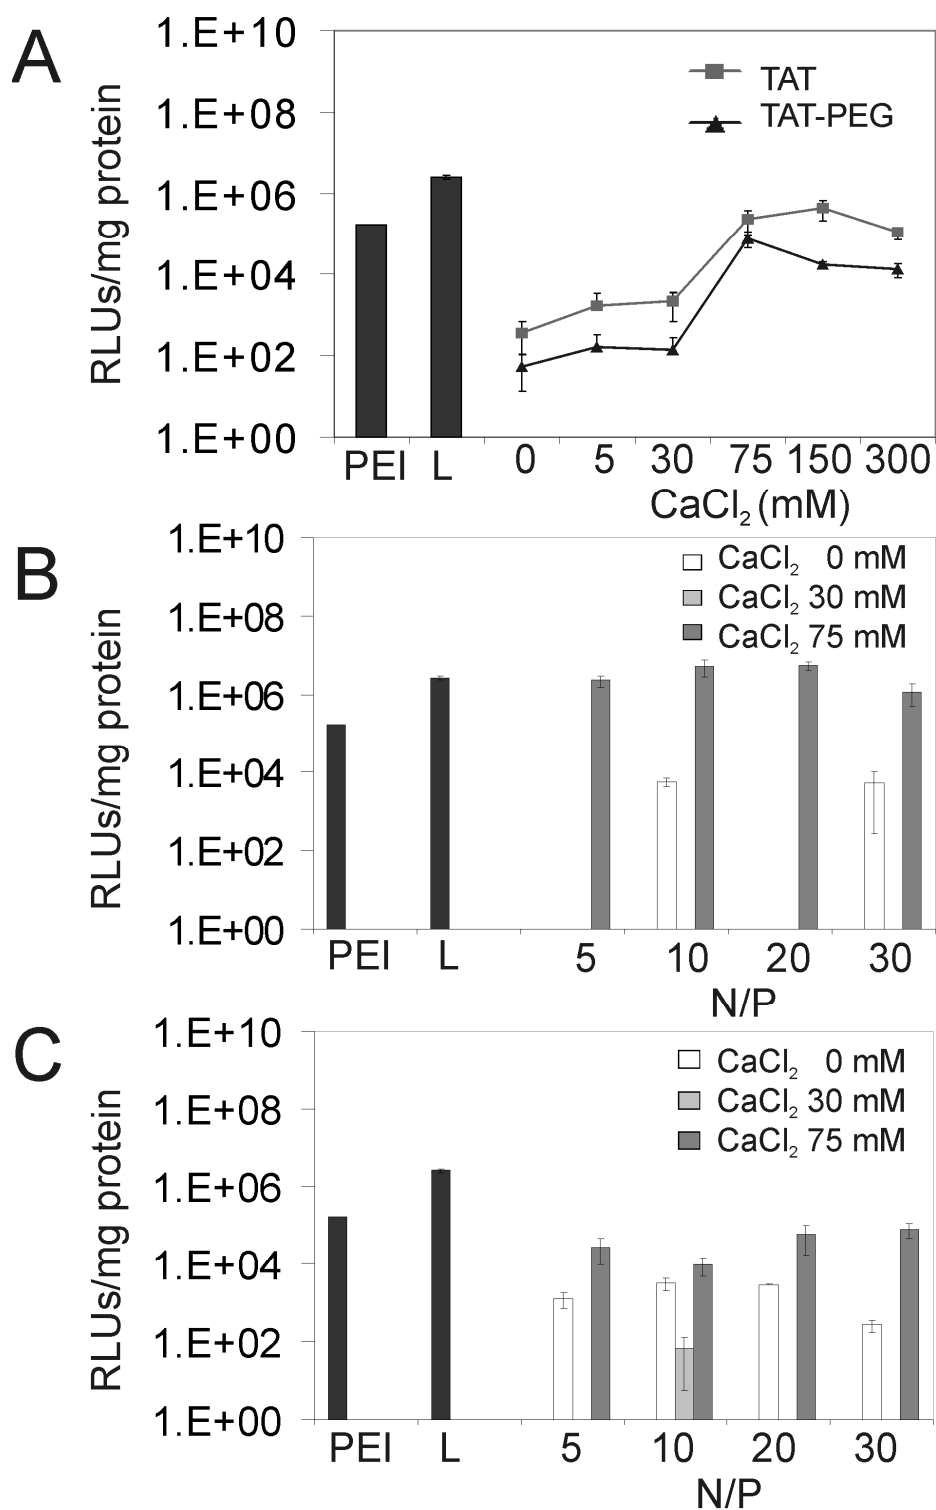 A
1.E+10
1.E+08
1.E+06
1.E+04
1.E+02
1.E+00
RLUs/mg protein
TAT
TAT-PEG
PEI L 0 5 30 75 150 300
CaCl₂ (mM)
B
1.E+10
1.E+08
1.E+06
1.E+04
1.E+02
1.E+00
RLUs/mg protein
CaCl₂ 0 mM
CaCl₂ 30 mM
CaCl₂ 75 mM
PEI L 5 10 20 30
N/P
C
1.E+10
1.E+08
1.E+06
1.E+04
1.E+02
1.E+00
RLUs/mg protein
CaCl₂ 0 mM
CaCl₂ 30 mM
CaCl₂ 75 mM
PEI L 5 10 20 30
N/P